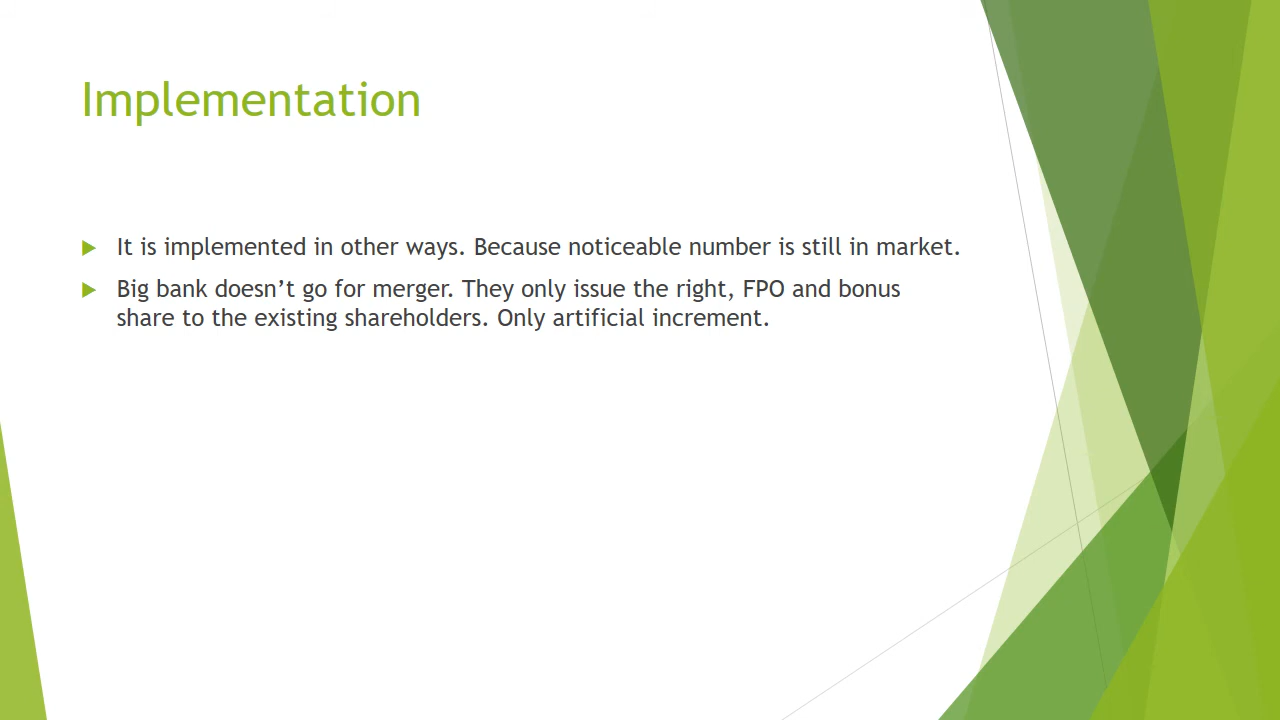 Implementation
It is implemented in other ways. Because noticeable number is still in market.
Big bank doesn’t go for merger. They only issue the right, FPO and bonus
share to the existing shareholders. Only artificial increment.